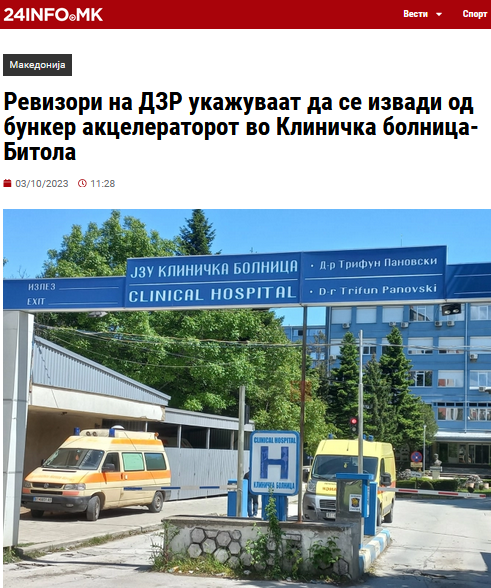 24INFO.MK
Вести
Спорт
Македонија
Ревизори на ДЗР укажуваат да се извади од
бункер акцелераторот во Клиничка болница-
Битола
03/10/2023 11:28
ЈЗУ КЛИНИЧКА БОЛНИЦА
CLINICAL HOSPITAL
• Д-р Трифун Пановски
• D-r Trifun Panovski
ИЗЛЕЗ
EXIT
CLINICAL HOSPITAL
H
КЛИНИЧКА БОЛНИЦА